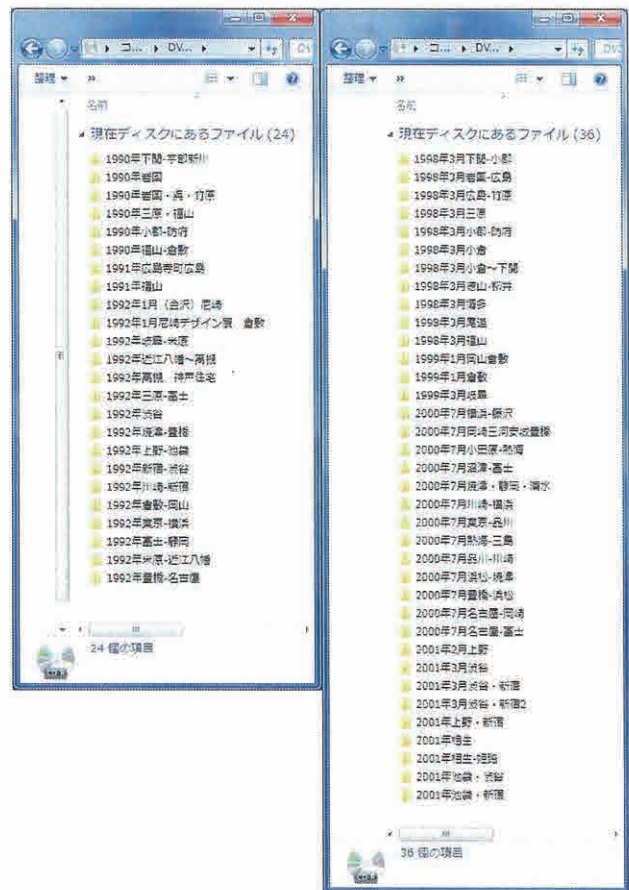 コ... ▸ DV... ▸
整理 ▼ »
名前
現在ディスクにあるファイル (24)
1990年下関-宇部新川
1990年岩国
1990年岩国・呉・竹原
1990年三原・福山
1990年小郡-防府
1990年福山-倉敷
1991年広島寺町広島
1991年福山
1992年1月（金沢）尼崎
1992年1月尼崎デザイン展　倉敷
1992年岐阜-米原
1992年近江八幡～高槻
1992年高槻　神戸住宅
1992年三原-富士
1992年渋谷
1992年焼津-豊橋
1992年上野-池袋
1992年新宿-渋谷
1992年川崎-新宿
1992年倉敷-岡山
1992年東京-横浜
1992年富士-静岡
1992年米原-近江八幡
1992年豊橋-名古屋
24 個の項目
コ... ▸ DV... ▸
整理 ▼ »
名前
現在ディスクにあるファイル (36)
1998年3月下関-小郡
1998年3月岩国-広島
1998年3月広島-竹原
1998年3月三原
1998年3月小郡-防府
1998年3月小倉
1998年3月小倉～下関
1998年3月徳山-柳井
1998年3月博多
1998年3月尾道
1998年3月福山
1999年1月岡山倉敷
1999年1月倉敷
1999年3月岐阜
2000年7月横浜-藤沢
2000年7月岡崎三河安城豊橋
2000年7月小田原-熱海
2000年7月沼津-富士
2000年7月焼津・静岡・清水
2000年7月川崎-横浜
2000年7月東京-品川
2000年7月熱海-三島
2000年7月品川-川崎
2000年7月浜松-焼津
2000年7月豊橋-浜松
2000年7月名古屋-岡崎
2000年7月名古屋-富士
2001年2月上野
2001年3月渋谷
2001年3月渋谷・新宿
2001年3月渋谷・新宿2
2001年上野・新宿
2001年相生
2001年相生-姫路
2001年池袋・渋谷
2001年池袋・新宿
36 個の項目